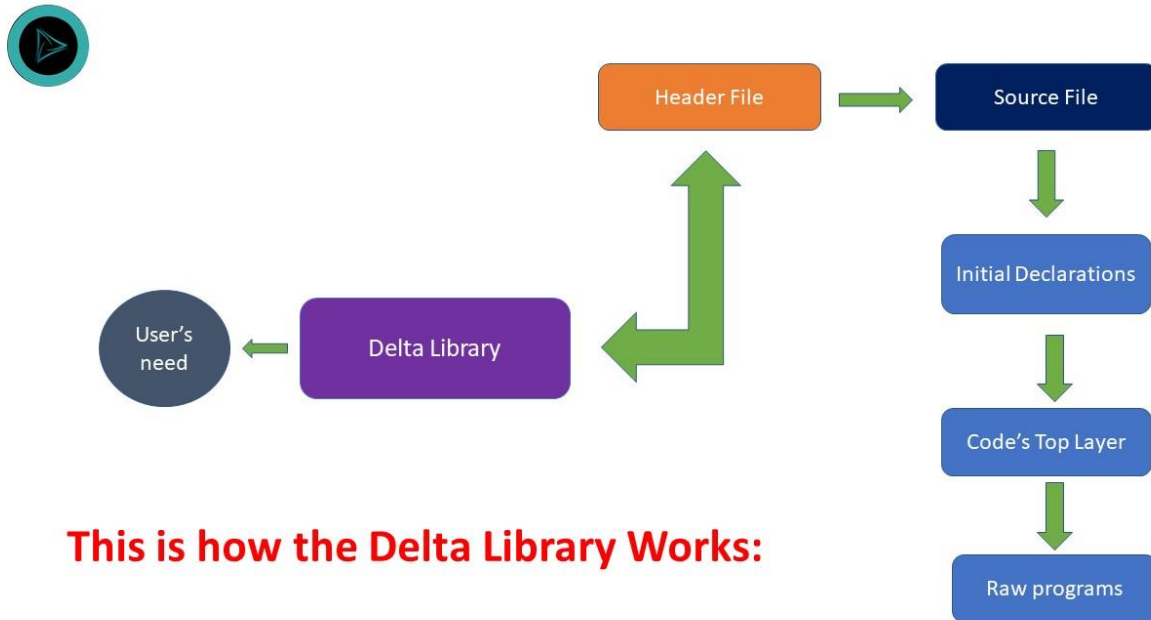 Header File
Source File
Initial Declarations
User’s
need
Delta Library
Code’s Top Layer
This is how the Delta Library Works:
Raw programs